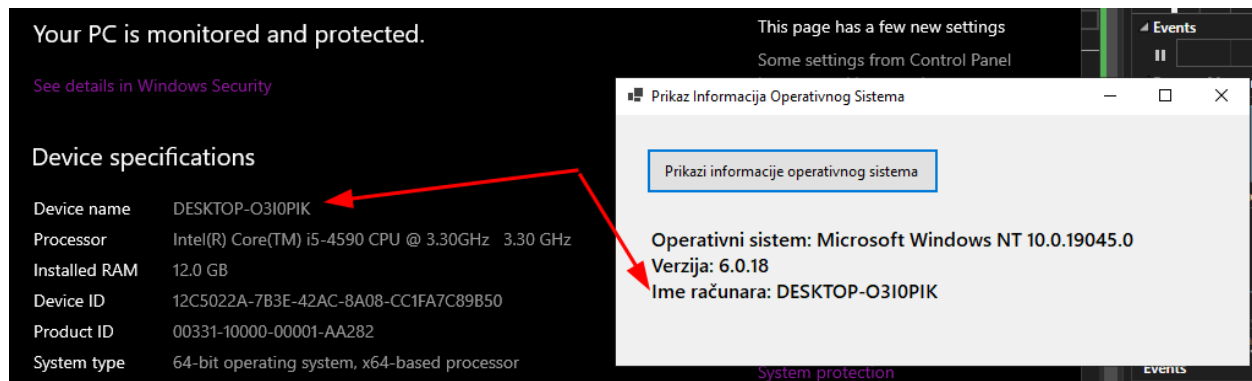 Your PC is monitored and protected.
See details in Windows Security
Device specifications
Device name DESKTOP-O3I0PIK
Processor Intel(R) Core(TM) i5-4590 CPU @ 3.30GHz 3.30 GHz
Installed RAM 12.0 GB
Device ID 12C5022A-7B3E-42AC-8A08-CC1FA7C89B50
Product ID 00331-10000-00001-AA282
System type 64-bit operating system, x64-based processor
This page has a few new settings
Some settings from Control Panel
Prikaz Informacija Operativnog Sistema
Prikazi informacije operativnog sistema
Operativni sistem: Microsoft Windows NT 10.0.19045.0
Verzija: 6.0.18
Ime računara: DESKTOP-O3I0PIK
System protection
Events
Events